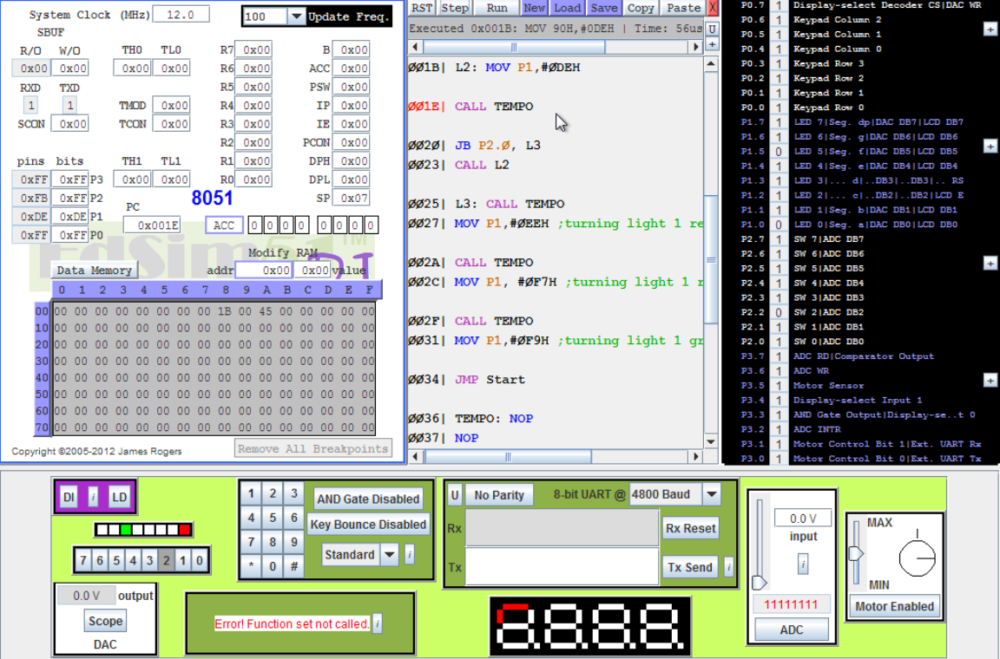 System Clock (MHz) 12.0
100 Update Freq.
SBUF
R/O W/O TH0 TL0 R7 0x00 B 0x00
0x00 0x00 0x00 0x00 R6 0x00 ACC 0x00
RXD TXD R5 0x00 PSW 0x00
1 1 TMOD 0x00 R4 0x00 IP 0x00
SCON 0x00 TCON 0x00 R3 0x00 IE 0x00
R2 0x00 PCON 0x00
pins bits TH1 TL1 R1 0x00 DPH 0x00
0xFF 0xFF P3 0x00 0x00 R0 0x00 DPL 0x00
0xFB 0xFF P2 8051 SP 0x07
0xDE 0xDE P1 PC 0x001E ACC 0 0 0 0 0 0 0 0
0xFF 0xFF P0
EdSim51 TM DI
Modify RAM
Data Memory addr 0x00 0x00 value
0 1 2 3 4 5 6 7 8 9 A B C D E F
00 00 00 00 00 00 00 00 00 1B 00 45 00 00 00 00 00
10 00 00 00 00 00 00 00 00 00 00 00 00 00 00 00 00
20 00 00 00 00 00 00 00 00 00 00 00 00 00 00 00 00
30 00 00 00 00 00 00 00 00 00 00 00 00 00 00 00 00
40 00 00 00 00 00 00 00 00 00 00 00 00 00 00 00 00
50 00 00 00 00 00 00 00 00 00 00 00 00 00 00 00 00
60 00 00 00 00 00 00 00 00 00 00 00 00 00 00 00 00
70 00 00 00 00 00 00 00 00 00 00 00 00 00 00 00 00
Copyright ©2005-2012 James Rogers Remove All Breakpoints
RST Step Run New Load Save Copy Paste X
Executed 0x001B: MOV 90H,#0DEH | Time: 56us U
+
001B| L2: MOV P1,#0DEH
001E| CALL TEMPO
0020| JB P2.0, L3
0023| CALL L2
0025| L3: CALL TEMPO
0027| MOV P1,#0EEH ;turning light 1 re
002A| CALL TEMPO
002C| MOV P1, #0F7H ;turning light 1 r
002F| CALL TEMPO
0031| MOV P1,#0F9H ;turning light 1 gr
0034| JMP Start
0036| TEMPO: NOP
0037| NOP
P0.7 1 Display-select Decoder CS|DAC WR
P0.6 1 Keypad Column 2
P0.5 1 Keypad Column 1
P0.4 1 Keypad Column 0
P0.3 1 Keypad Row 3
P0.2 1 Keypad Row 2
P0.1 1 Keypad Row 1
P0.0 1 Keypad Row 0
P1.7 1 LED 7|Seg. dp|DAC DB7|LCD DB7
P1.6 1 LED 6|Seg. g|DAC DB6|LCD DB6
P1.5 0 LED 5|Seg. f|DAC DB5|LCD DB5
P1.4 1 LED 4|Seg. e|DAC DB4|LCD DB4
P1.3 1 LED 3|... d|..DB3|..DB3|.. RS
P1.2 1 LED 2|... c|..DB2|..DB2|LCD E
P1.1 1 LED 1|Seg. b|DAC DB1|LCD DB1
P1.0 0 LED 0|Seg. a|DAC DB0|LCD DB0
P2.7 1 SW 7|ADC DB7
P2.6 1 SW 6|ADC DB6
P2.5 1 SW 5|ADC DB5
P2.4 1 SW 4|ADC DB4
P2.3 1 SW 3|ADC DB3
P2.2 0 SW 2|ADC DB2
P2.1 1 SW 1|ADC DB1
P2.0 1 SW 0|ADC DB0
P3.7 1 ADC RD|Comparator Output
P3.6 1 ADC WR
P3.5 1 Motor Sensor
P3.4 1 Display-select Input 1
P3.3 1 AND Gate Output|Display-se..t 0
P3.2 1 ADC INTR
P3.1 1 Motor Control Bit 1|Ext. UART Rx
P3.0 1 Motor Control Bit 0|Ext. UART Tx
+
+
+
+
DI i LD
7 6 5 4 3 2 1 0
0.0 V output
Scope
DAC
1 2 3
4 5 6
7 8 9
* 0 #
AND Gate Disabled
Key Bounce Disabled
Standard i
Error! Function set not called. i
U No Parity 8-bit UART @ 4800 Baud
Rx Rx Reset
Tx Tx Send i
0.0 V
input
i
11111111
ADC
MAX
MIN
Motor Enabled